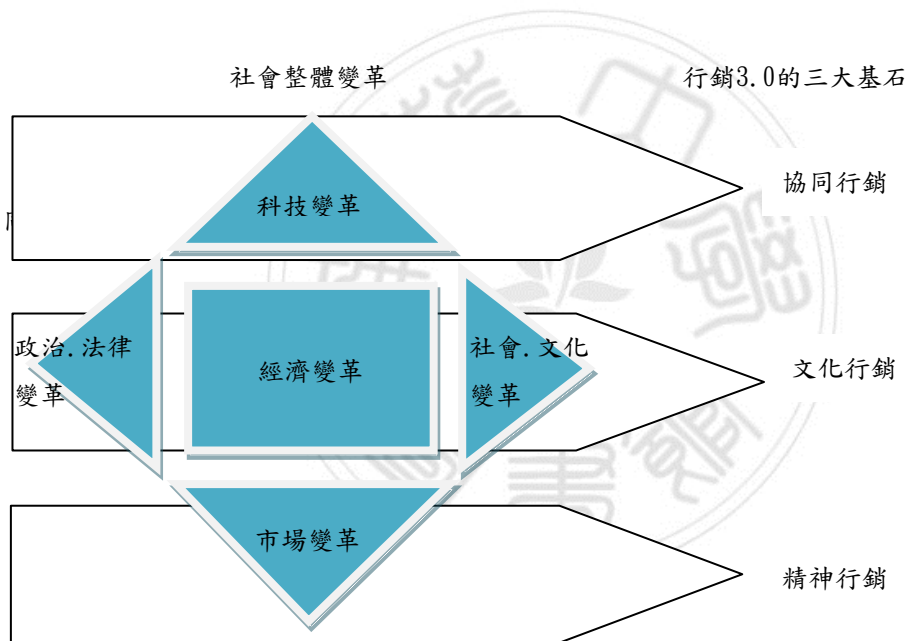 社會整體變革
行銷3.0的三大基石
科技變革
協同行銷
政治.法律
變革
經濟變革
社會.文化
變革
文化行銷
市場變革
精神行銷